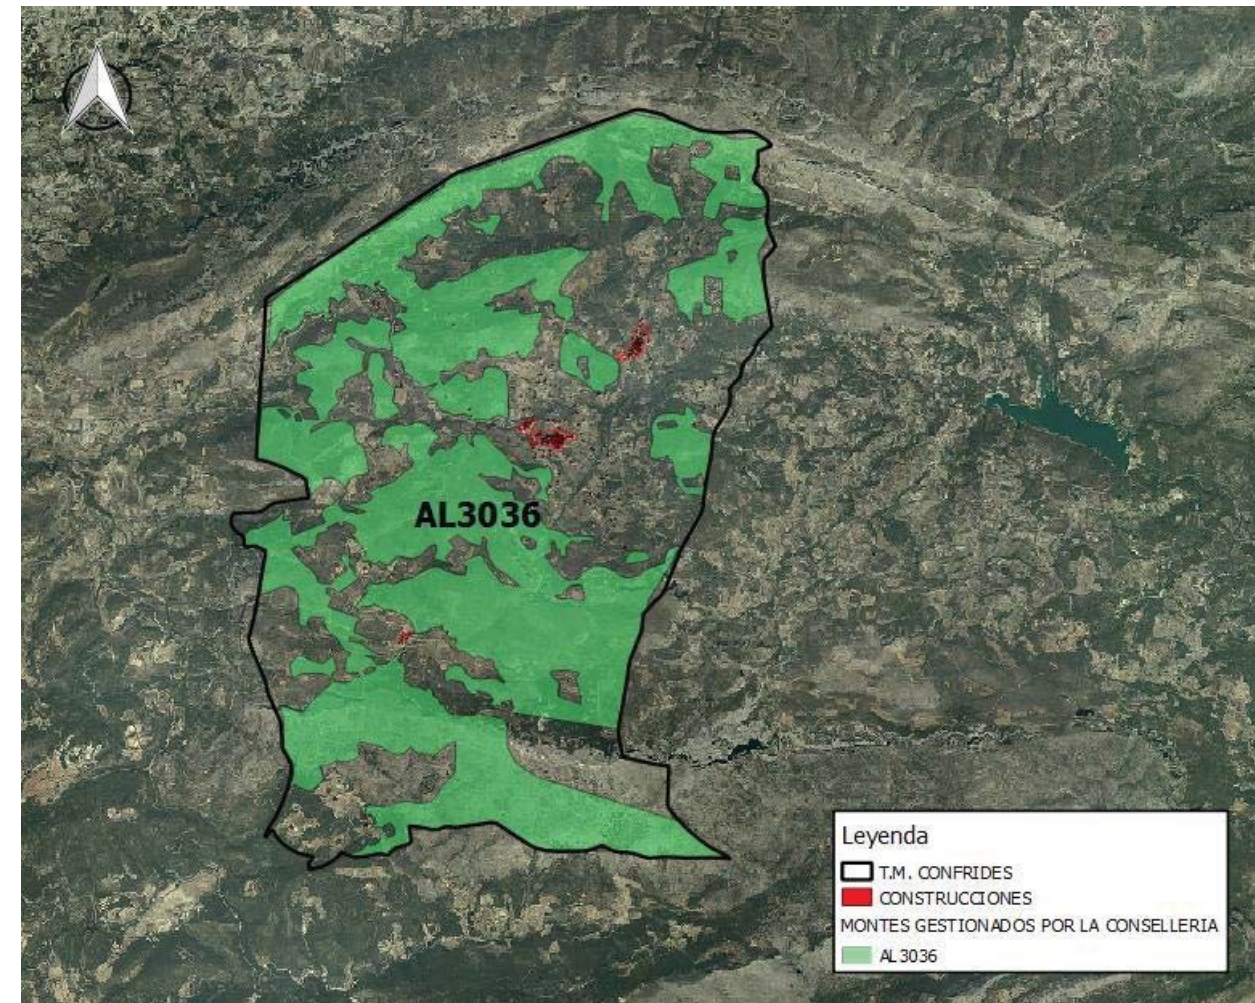 AL3036
Leyenda
T.M. CONFRIDES
CONSTRUCCIONES
MONTES GESTIONADOS POR LA CONSELLERIA
AL3036